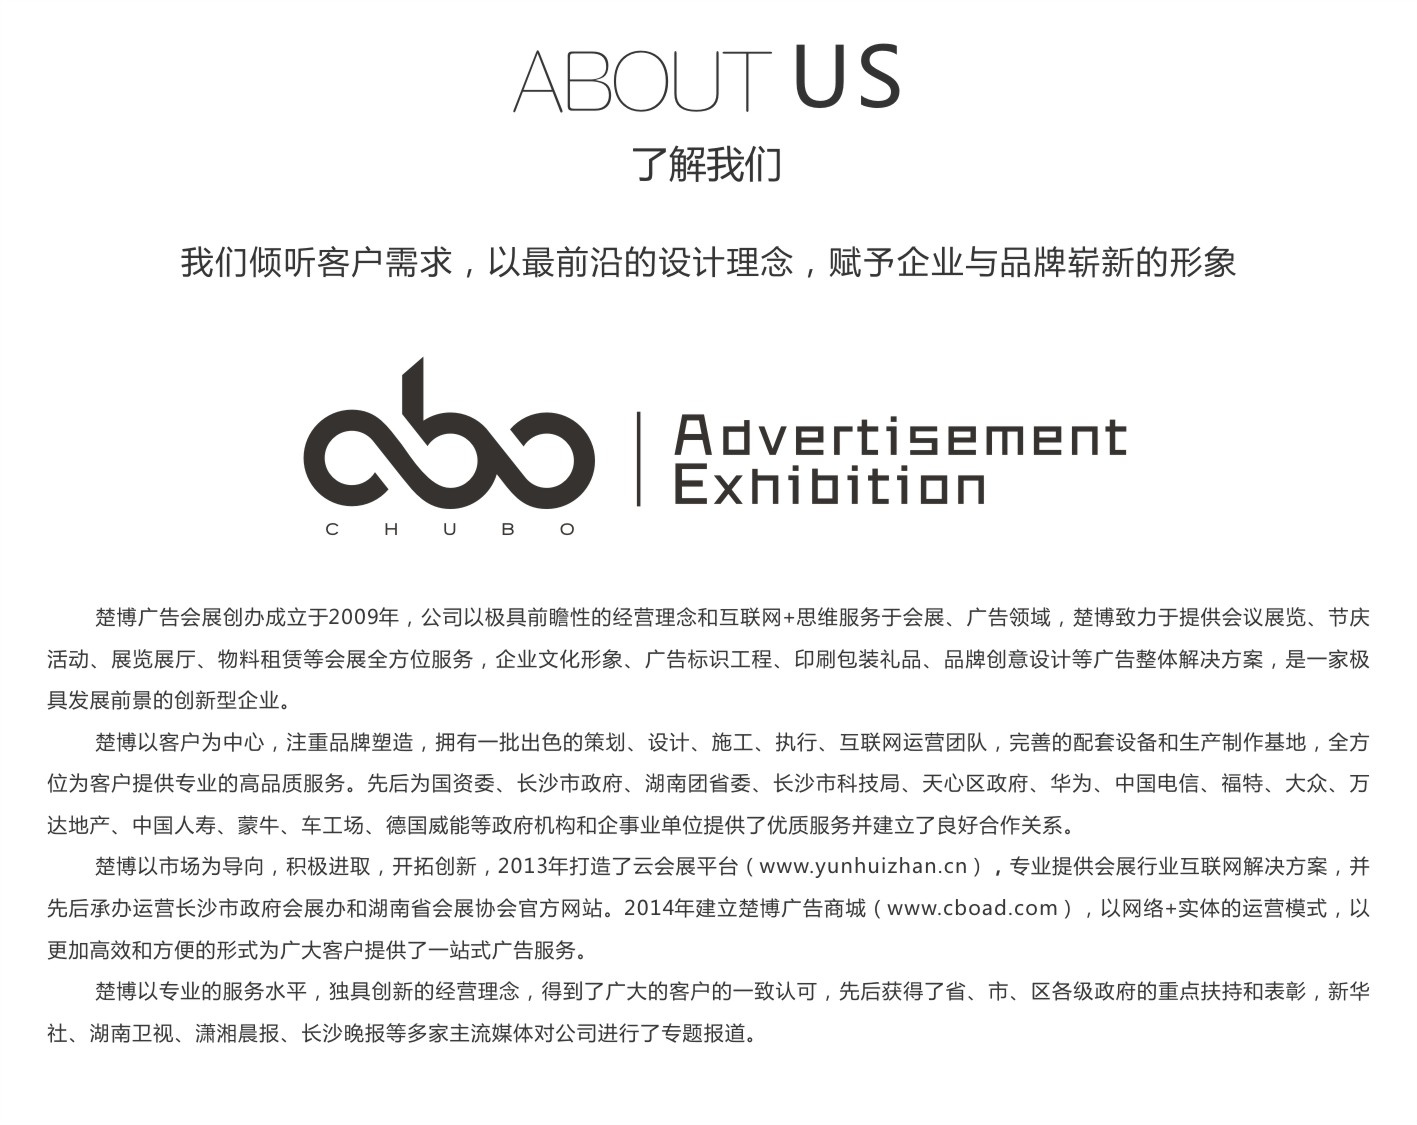 ABOUT US
了解我们
我们倾听客户需求，以最前沿的设计理念，赋予企业与品牌崭新的形象
cbo
CHUBO
Advertisement
Exhibition
楚博广告会展创办成立于2009年，公司以极具前瞻性的经营理念和互联网+思维服务于会展、广告领域，楚博致力于提供会议展览、节庆
活动、展览展厅、物料租赁等会展全方位服务，企业文化形象、广告标识工程、印刷包装礼品、品牌创意设计等广告整体解决方案，是一家极
具发展前景的创新型企业。
楚博以客户为中心，注重品牌塑造，拥有一批出色的策划、设计、施工、执行、互联网运营团队，完善的配套设备和生产制作基地，全方
位为客户提供专业的高品质服务。先后为国资委、长沙市政府、湖南团省委、长沙市科技局、天心区政府、华为、中国电信、福特、大众、万
达地产、中国人寿、蒙牛、车工场、德国威能等政府机构和企事业单位提供了优质服务并建立了良好合作关系。
楚博以市场为导向，积极进取，开拓创新，2013年打造了云会展平台（www.yunhuizhan.cn），专业提供会展行业互联网解决方案，并
先后承办运营长沙市政府会展办和湖南省会展协会官方网站。2014年建立楚博广告商城（www.cboad.com），以网络+实体的运营模式，以
更加高效和方便的形式为广大客户提供了一站式广告服务。
楚博以专业的服务水平，独具创新的经营理念，得到了广大的客户的一致认可，先后获得了省、市、区各级政府的重点扶持和表彰，新华
社、湖南卫视、潇湘晨报、长沙晚报等多家主流媒体对公司进行了专题报道。